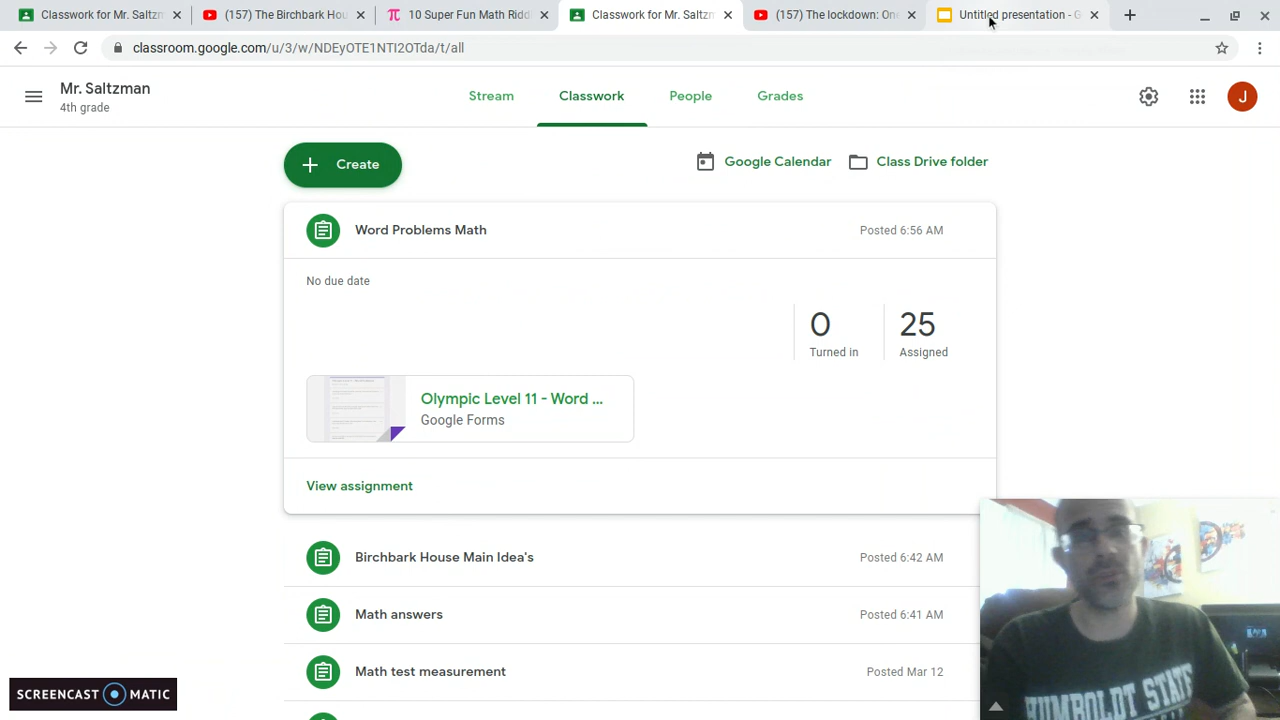 Classwork for Mr. Saltzm
(157) The Birchbark Hou
10 Super Fun Math Riddl
Classwork for Mr. Saltzm
(157) The lockdown: One
Untitled presentation - G
classroom.google.com/u/3/w/NDEyOTE1NTI2OTda/t/all
Mr. Saltzman
4th grade
Stream
Classwork
People
Grades
J
Create
Google Calendar
Class Drive folder
Word Problems Math
Posted 6:56 AM
No due date
0
Turned in
25
Assigned
Olympic Level 11 - Word ...
Google Forms
View assignment
Birchbark House Main Idea's
Posted 6:42 AM
Math answers
Posted 6:41 AM
Math test measurement
Posted Mar 12
SCREENCAST MATIC
HUMBOLDT STATE